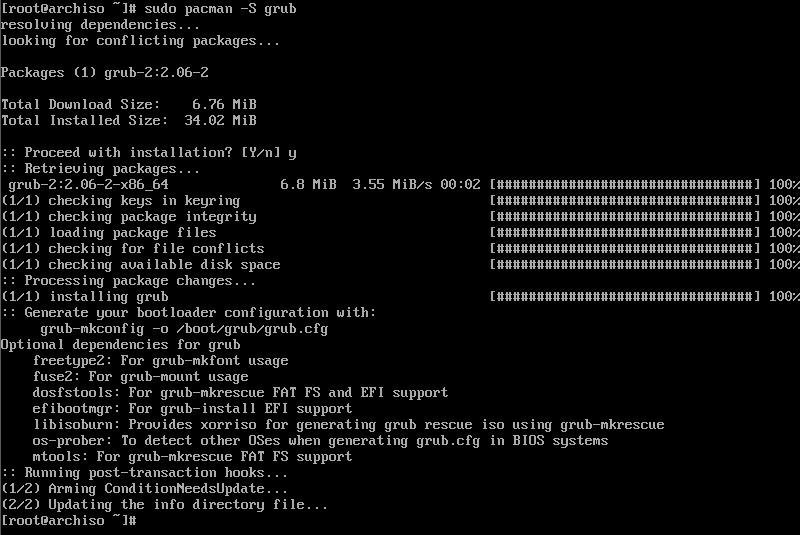 [root@archiso ~]# sudo pacman -S grub
resolving dependencies...
looking for conflicting packages...
Packages (1) grub-2:2.06-2
Total Download Size:    6.76 MiB
Total Installed Size:  34.02 MiB
:: Proceed with installation? [Y/n] y
:: Retrieving packages...
 grub-2:2.06-2-x86_64              6.8 MiB  3.55 MiB/s 00:02 [################################] 100%
(1/1) checking keys in keyring                               [################################] 100%
(1/1) checking package integrity                             [################################] 100%
(1/1) loading package files                                  [################################] 100%
(1/1) checking for file conflicts                            [################################] 100%
(1/1) checking available disk space                          [################################] 100%
:: Processing package changes...
(1/1) installing grub                                        [################################] 100%
:: Generate your bootloader configuration with:
     grub-mkconfig -o /boot/grub/grub.cfg
Optional dependencies for grub
    freetype2: For grub-mkfont usage
    fuse2: For grub-mount usage
    dosfstools: For grub-mkrescue FAT FS and EFI support
    efibootmgr: For grub-install EFI support
    libisoburn: Provides xorriso for generating grub rescue iso using grub-mkrescue
    os-prober: To detect other OSes when generating grub.cfg in BIOS systems
    mtools: For grub-mkrescue FAT FS support
:: Running post-transaction hooks...
(1/2) Arming ConditionNeedsUpdate...
(2/2) Updating the info directory file...
[root@archiso ~]#